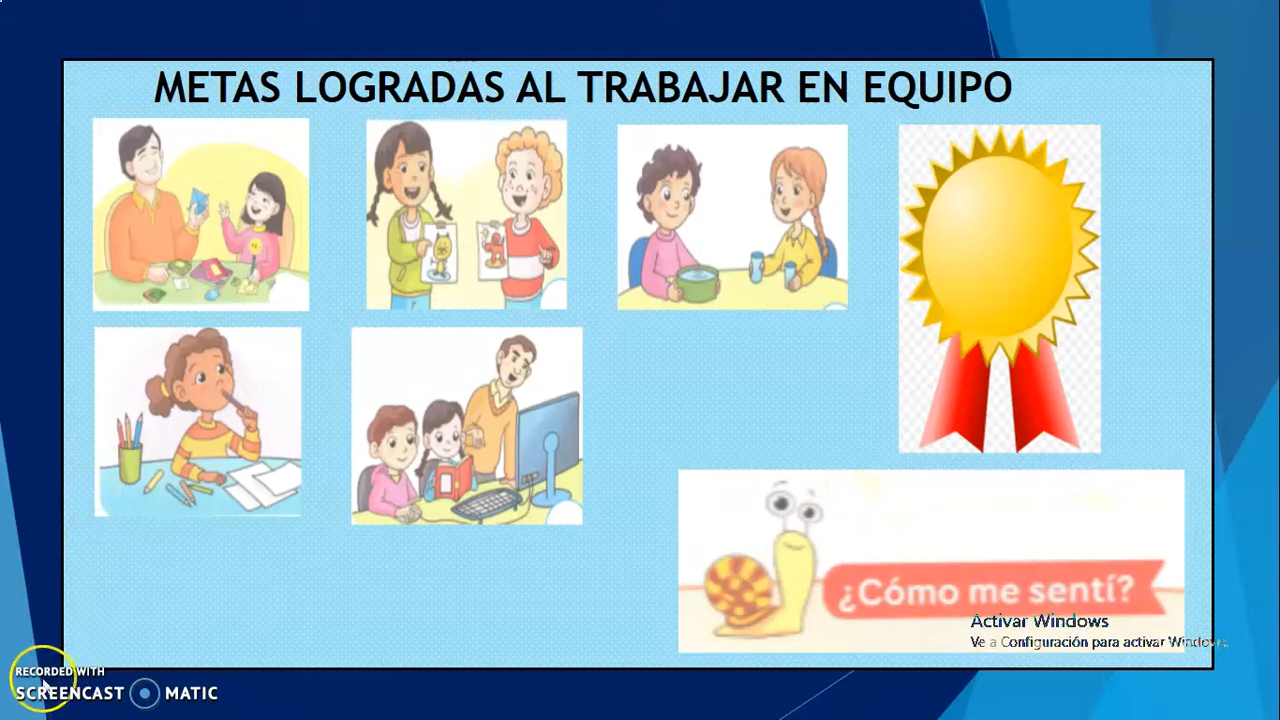 METAS LOGRADAS AL TRABAJAR EN EQUIPO
¿Cómo me sentí?
Activar Windows
Ve a Configuración para activar Windows.
RECORDED WITH
SCREENCAST MATIC